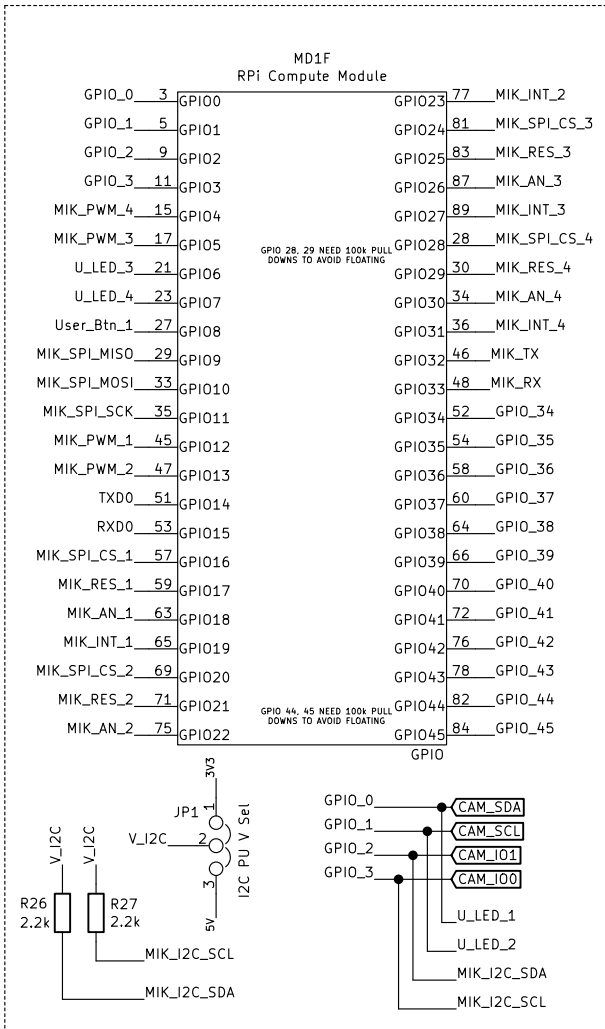 MD1F
RPi Compute Module
GPIO_0 3 GPIO0 GPIO23 77 MIK_INT_2
GPIO_1 5 GPIO1 GPIO24 81 MIK_SPI_CS_3
GPIO_2 9 GPIO2 GPIO25 83 MIK_RES_3
GPIO_3 11 GPIO3 GPIO26 87 MIK_AN_3
MIK_PWM_4 15 GPIO4 GPIO27 89 MIK_INT_3
MIK_PWM_3 17 GPIO5 GPIO28 28 MIK_SPI_CS_4
GPIO 28, 29 NEED 100k PULL
DOWNS TO AVOID FLOATING
U_LED_3 21 GPIO6 GPIO29 30 MIK_RES_4
U_LED_4 23 GPIO7 GPIO30 34 MIK_AN_4
User_Btn_1 27 GPIO8 GPIO31 36 MIK_INT_4
MIK_SPI_MISO 29 GPIO9 GPIO32 46 MIK_TX
MIK_SPI_MOSI 33 GPIO10 GPIO33 48 MIK_RX
MIK_SPI_SCK 35 GPIO11 GPIO34 52 GPIO_34
MIK_PWM_1 45 GPIO12 GPIO35 54 GPIO_35
MIK_PWM_2 47 GPIO13 GPIO36 58 GPIO_36
TXD0 51 GPIO14 GPIO37 60 GPIO_37
RXD0 53 GPIO15 GPIO38 64 GPIO_38
MIK_SPI_CS_1 57 GPIO16 GPIO39 66 GPIO_39
MIK_RES_1 59 GPIO17 GPIO40 70 GPIO_40
MIK_AN_1 63 GPIO18 GPIO41 72 GPIO_41
MIK_INT_1 65 GPIO19 GPIO42 76 GPIO_42
MIK_SPI_CS_2 69 GPIO20 GPIO43 78 GPIO_43
MIK_RES_2 71 GPIO21 GPIO44 82 GPIO_44
GPIO 44, 45 NEED 100k PULL
DOWNS TO AVOID FLOATING
MIK_AN_2 75 GPIO22 GPIO45 84 GPIO_45
GPIO
3V3
JP1 1
V_I2C 2
3
5V
I2C PU V Sel
V_I2C
V_I2C
R26
2.2k
R27
2.2k
MIK_I2C_SCL
MIK_I2C_SDA
GPIO_0 CAM_SDA
GPIO_1 CAM_SCL
GPIO_2 CAM_IO1
GPIO_3 CAM_IO0
U_LED_1
U_LED_2
MIK_I2C_SDA
MIK_I2C_SCL